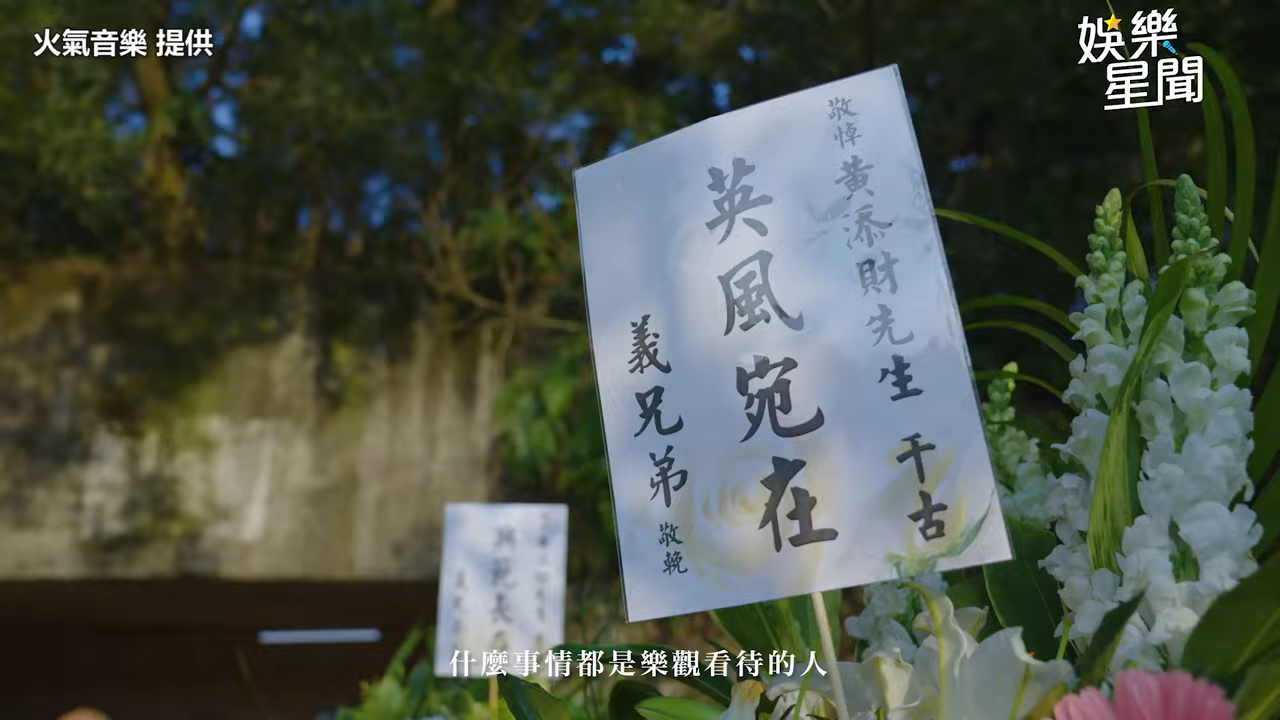 火氣音樂 提供
娛樂
星聞
敬悼黃添財先生 千古
英風宛在
義兄弟 敬輓
什麼事情都是樂觀看待的人